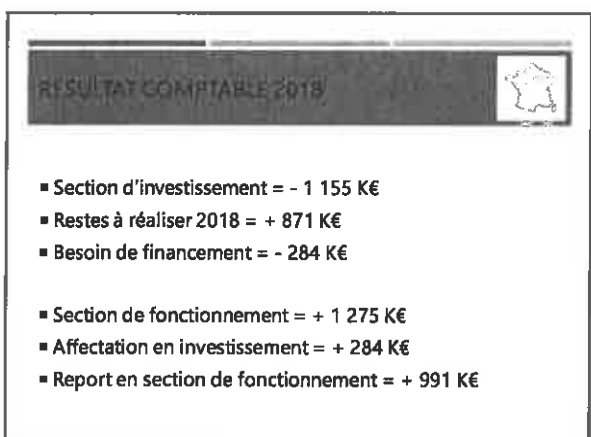 RESULTAT COMPTABLE 2018
▪ Section d'investissement = - 1 155 K€
▪ Restes à réaliser 2018 = + 871 K€
▪ Besoin de financement = - 284 K€
▪ Section de fonctionnement = + 1 275 K€
▪ Affectation en investissement = + 284 K€
▪ Report en section de fonctionnement = + 991 K€